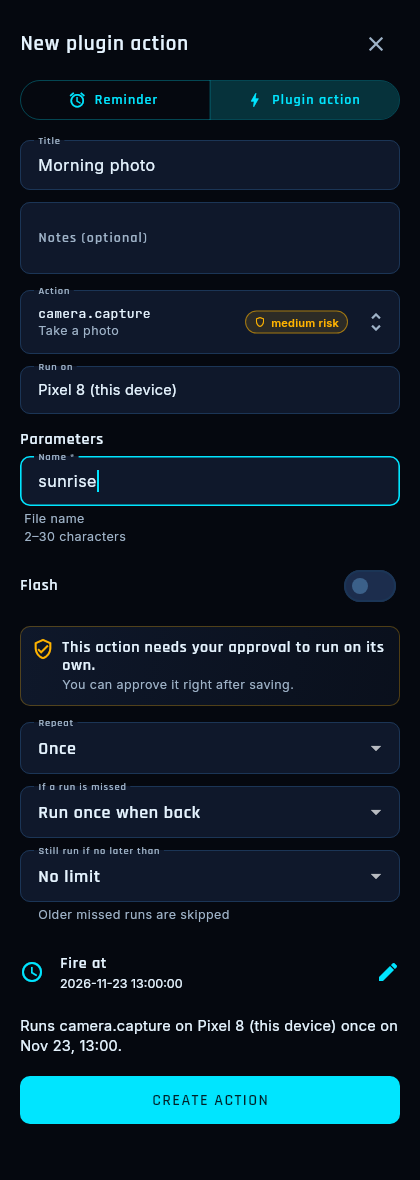 New plugin action
Reminder
Plugin action
Title
Morning photo
Notes (optional)
Action
camera.capture
Take a photo
medium risk
Run on
Pixel 8 (this device)
Parameters
Name *
sunrise
File name
2–30 characters
Flash
This action needs your approval to run on its
own.
You can approve it right after saving.
Repeat
Once
If a run is missed
Run once when back
Still run if no later than
No limit
Older missed runs are skipped
Fire at
2026-11-23 13:00:00
Runs camera.capture on Pixel 8 (this device) once on
Nov 23, 13:00.
CREATE ACTION